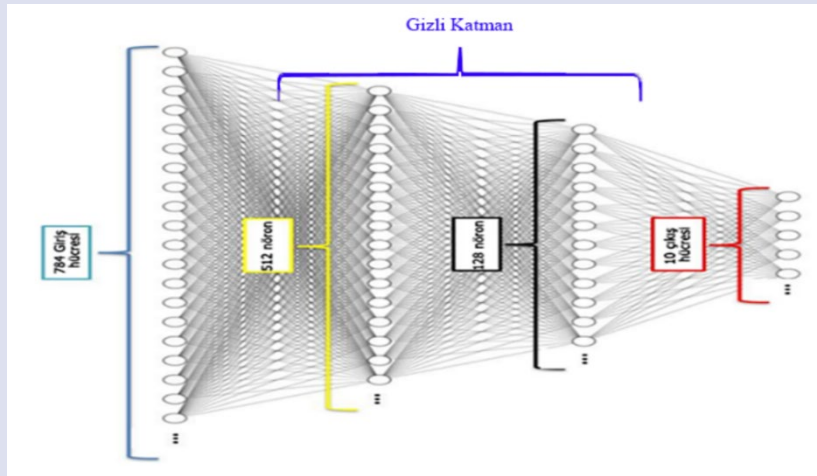 Gizli Katman
784 Giriş
hücresi
512 nöron
128 nöron
10 çıkış
hücresi
...
...
...
...